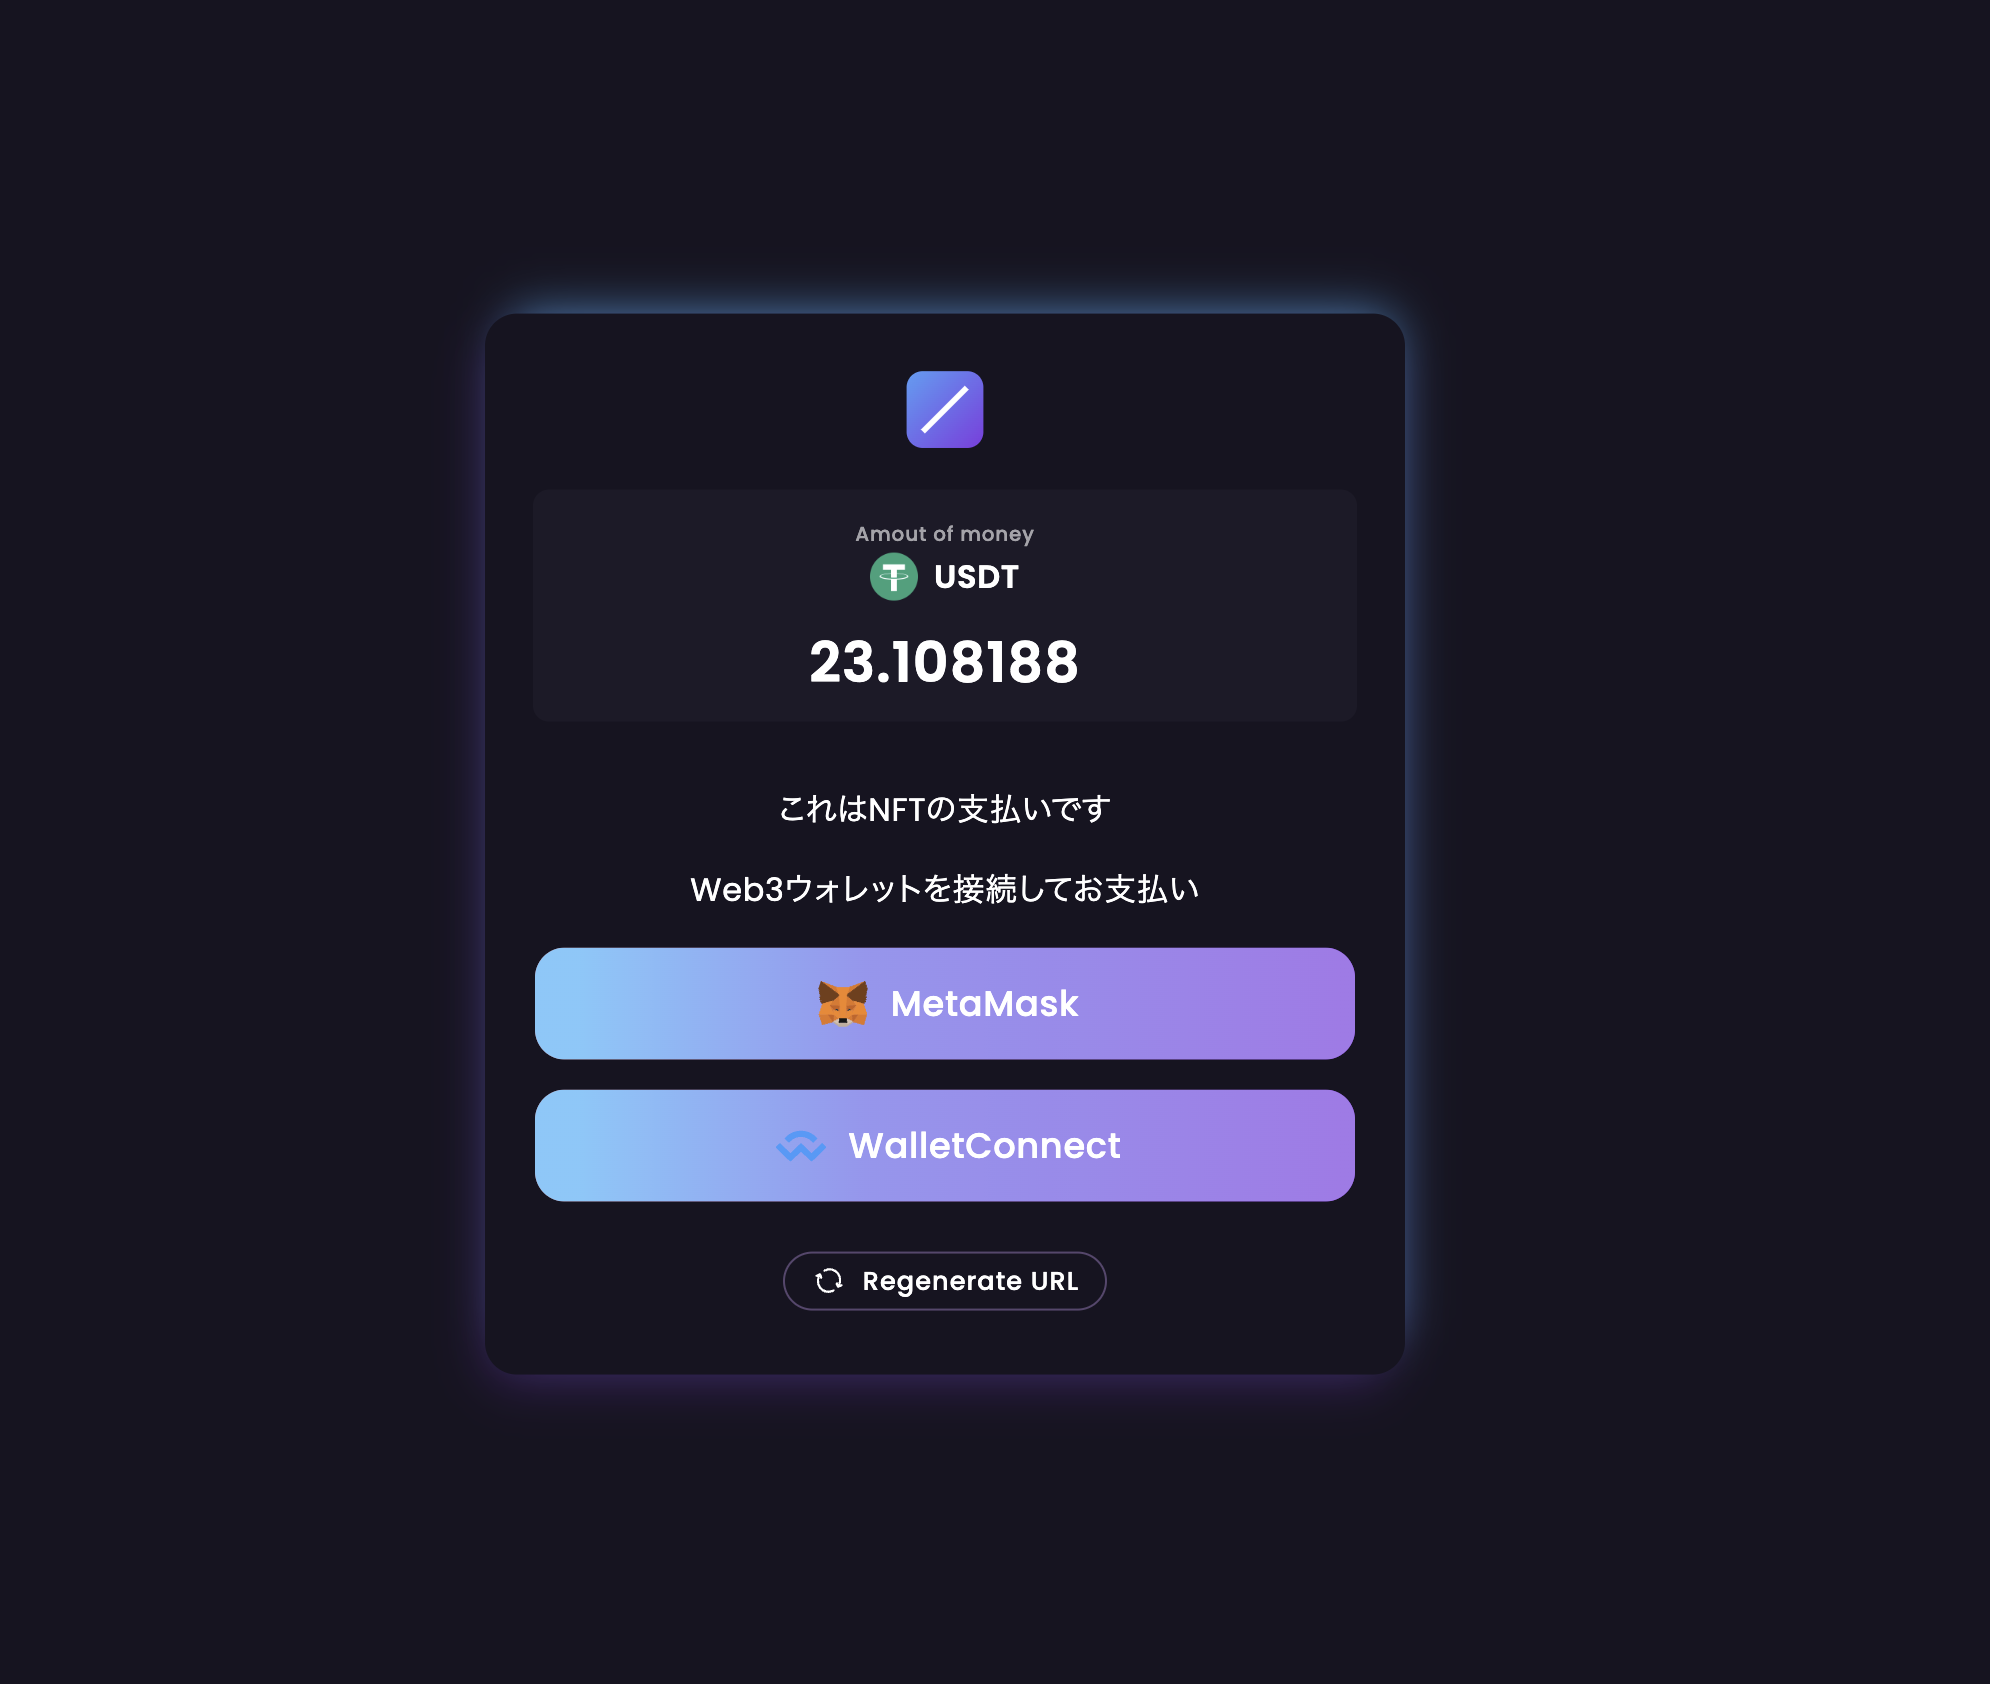 Amout of money
USDT
23.108188
これはNFTの支払いです
Web3ウォレットを接続してお支払い
MetaMask
WalletConnect
Regenerate URL